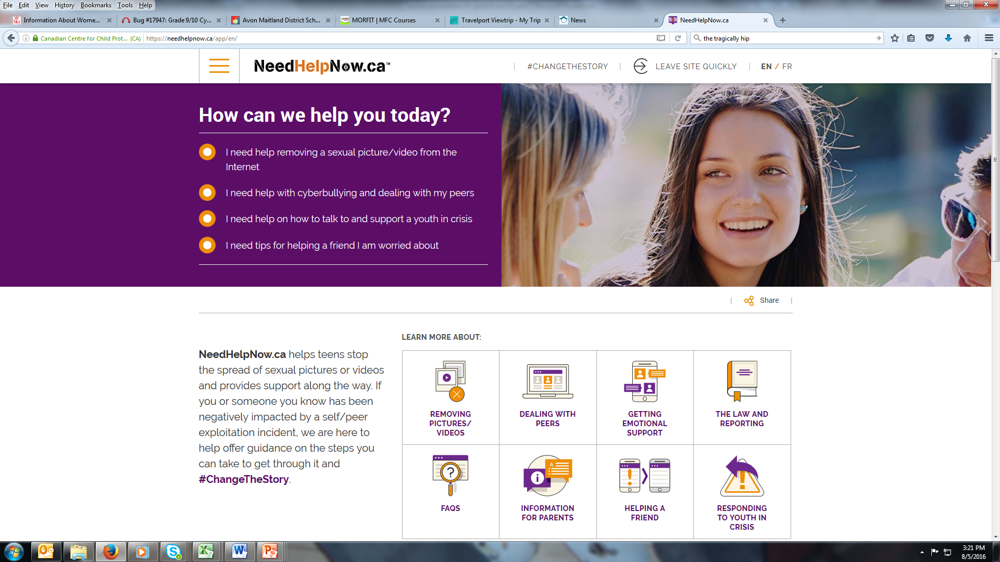 File Edit View History Bookmarks Tools Help
Information About Wome...
Bug #17947: Grade 9/10 Cy...
Avon Maitland District Sch...
MORFIT | MFC Courses
Travelport Viewtrip - My Trip
News
NeedHelpNow.ca
Canadian Centre for Child Prot... (CA)
https://needhelpnow.ca/app/en/
the tragically hip
NeedHelpNow.ca™
#CHANGETHESTORY
LEAVE SITE QUICKLY
EN / FR
How can we help you today?
I need help removing a sexual picture/video from the
Internet
I need help with cyberbullying and dealing with my peers
I need help on how to talk to and support a youth in crisis
I need tips for helping a friend I am worried about
Share
NeedHelpNow.ca helps teens stop
the spread of sexual pictures or videos
and provides support along the way. If
you or someone you know has been
negatively impacted by a self/peer
exploitation incident, we are here to
help offer guidance on the steps you
can take to get through it and
#ChangeTheStory.
LEARN MORE ABOUT:
REMOVING
PICTURES/
VIDEOS
DEALING WITH
PEERS
GETTING
EMOTIONAL
SUPPORT
THE LAW AND
REPORTING
FAQS
INFORMATION
FOR PARENTS
HELPING A
FRIEND
RESPONDING
TO YOUTH IN
CRISIS
3:21 PM
8/5/2016